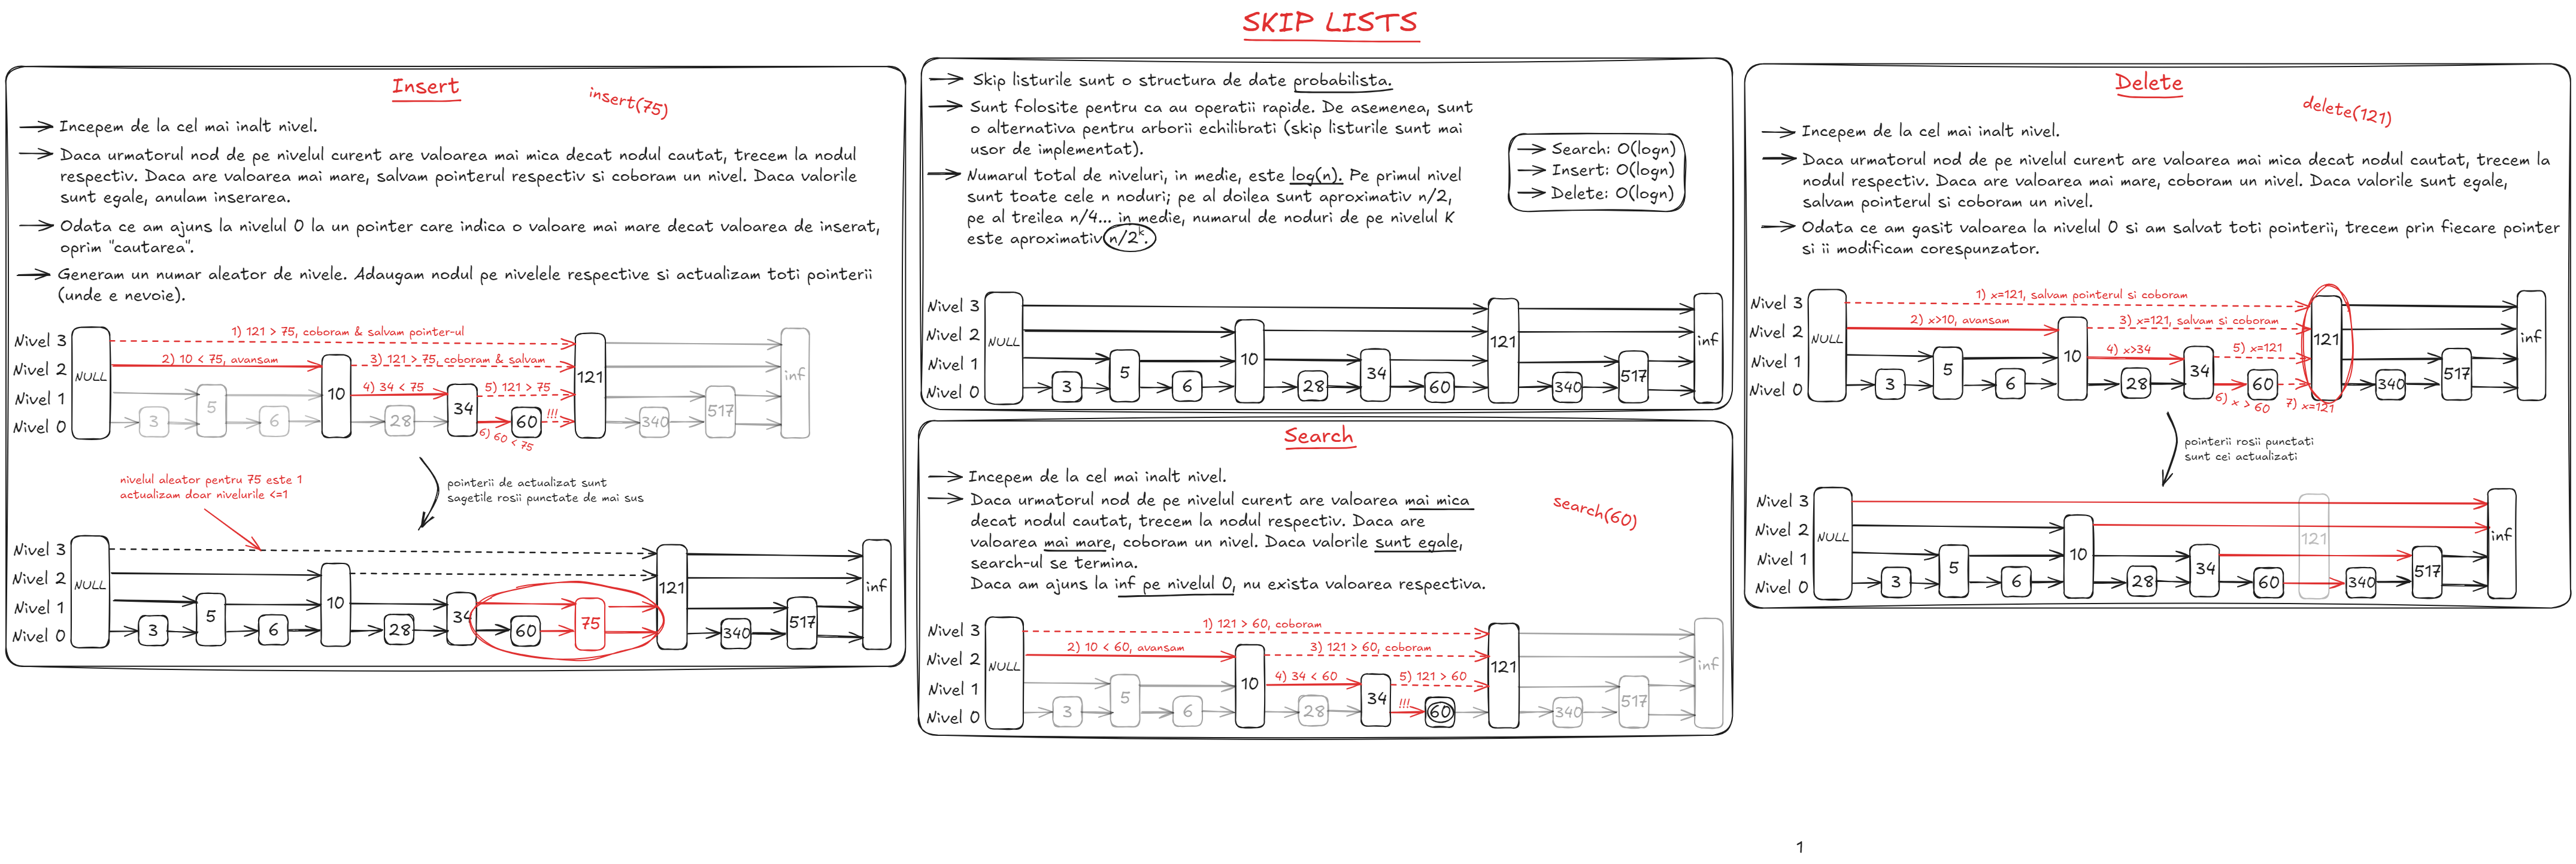 SKIP LISTS
Insert
insert(75)
Incepem de la cel mai inalt nivel.
Daca urmatorul nod de pe nivelul curent are valoarea mai mica decat nodul cautat, trecem la nodul
respectiv. Daca are valoarea mai mare, salvam pointerul respectiv si coboram un nivel. Daca valorile
sunt egale, anulam inserarea.
Odata ce am ajuns la nivelul 0 la un pointer care indica o valoare mai mare decat valoarea de inserat,
oprim "cautarea".
Generam un numar aleator de nivele. Adaugam nodul pe nivelele respective si actualizam toti pointerii
(unde e nevoie).
Nivel 3
Nivel 2
Nivel 1
Nivel 0
NULL
3
5
6
10
28
34
60
121
340
517
inf
1) 121 > 75, coboram & salvam pointer-ul
2) 10 < 75, avansam
3) 121 > 75, coboram & salvam
4) 34 < 75
5) 121 > 75
6) 60 < 75
!!!
nivelul aleator pentru 75 este 1
actualizam doar nivelurile <=1
pointerii de actualizat sunt
sagetile rosii punctate de mai sus
Nivel 3
Nivel 2
Nivel 1
Nivel 0
NULL
3
5
6
10
28
34
60
75
121
340
517
inf
Skip listurile sunt o structura de date probabilista.
Sunt folosite pentru ca au operatii rapide. De asemenea, sunt
o alternativa pentru arborii echilibrati (skip listurile sunt mai
usor de implementat).
Numarul total de niveluri, in medie, este log(n). Pe primul nivel
sunt toate cele n noduri; pe al doilea sunt aproximativ n/2,
pe al treilea n/4... in medie, numarul de noduri de pe nivelul K
este aproximativ n/2^k.
Search: O(logn)
Insert: O(logn)
Delete: O(logn)
Nivel 3
Nivel 2
Nivel 1
Nivel 0
NULL
3
5
6
10
28
34
60
121
340
517
inf
Search
search(60)
Incepem de la cel mai inalt nivel.
Daca urmatorul nod de pe nivelul curent are valoarea mai mica
decat nodul cautat, trecem la nodul respectiv. Daca are
valoarea mai mare, coboram un nivel. Daca valorile sunt egale,
search-ul se termina.
Daca am ajuns la inf pe nivelul 0, nu exista valoarea respectiva.
Nivel 3
Nivel 2
Nivel 1
Nivel 0
NULL
3
5
6
10
28
34
60
121
340
517
inf
1) 121 > 60, coboram
2) 10 < 60, avansam
3) 121 > 60, coboram
4) 34 < 60
5) 121 > 60
!!!
Delete
delete(121)
Incepem de la cel mai inalt nivel.
Daca urmatorul nod de pe nivelul curent are valoarea mai mica decat nodul cautat, trecem la
nodul respectiv. Daca are valoarea mai mare, coboram un nivel. Daca valorile sunt egale,
salvam pointerul si coboram un nivel.
Odata ce am gasit valoarea la nivelul 0 si am salvat toti pointerii, trecem prin fiecare pointer
si ii modificam corespunzator.
Nivel 3
Nivel 2
Nivel 1
Nivel 0
NULL
3
5
6
10
28
34
60
121
340
517
inf
1) x=121, salvam pointerul si coboram
2) x>10, avansam
3) x=121, salvam si coboram
4) x>34
5) x=121
6) x > 60
7) x=121
pointerii rosii punctati
sunt cei actualizati
Nivel 3
Nivel 2
Nivel 1
Nivel 0
NULL
3
5
6
10
28
34
60
121
340
517
inf
1